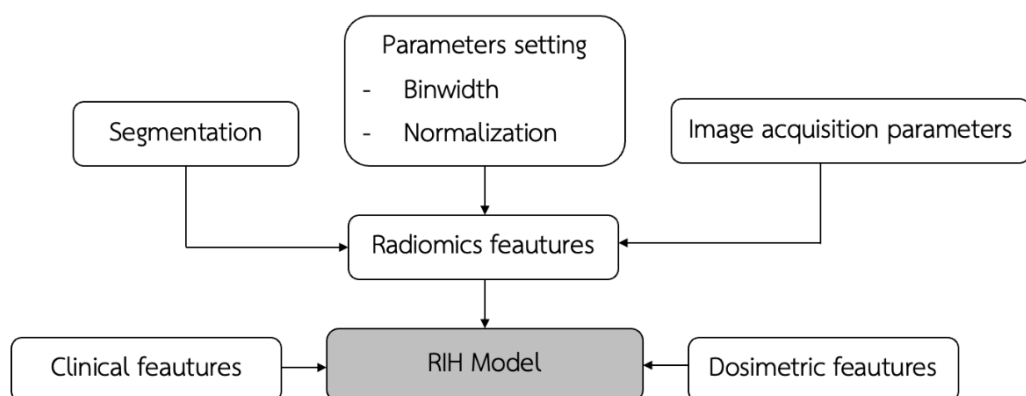 Parameters setting
- Binwidth
- Normalization
Segmentation
Image acquisition parameters
Radiomics feautures
Clinical feautures
RIH Model
Dosimetric feautures